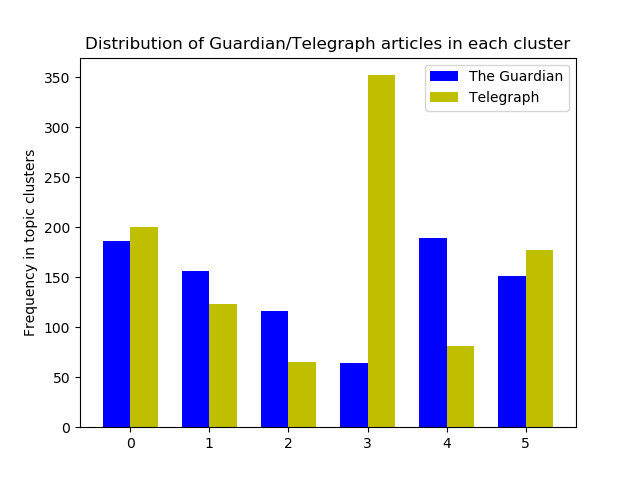 Distribution of Guardian/Telegraph articles in each cluster
The Guardian
Telegraph
Frequency in topic clusters
350
300
250
200
150
100
50
0
0 1 2 3 4 5